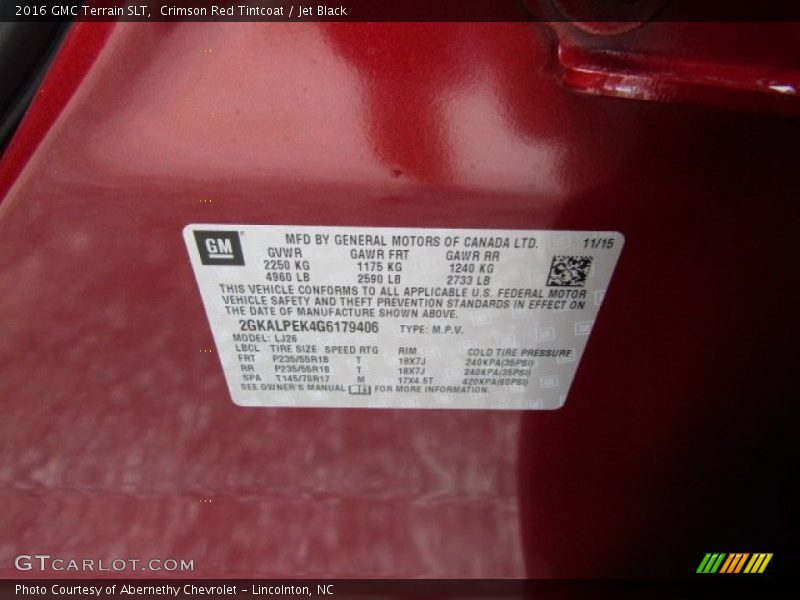 2016 GMC Terrain SLT, Crimson Red Tintcoat / Jet Black
GM
MFD BY GENERAL MOTORS OF CANADA LTD. 11/15
GVWR GAWR FRT GAWR RR
2250 KG 1175 KG 1240 KG
4960 LB 2590 LB 2733 LB
THIS VEHICLE CONFORMS TO ALL APPLICABLE U.S. FEDERAL MOTOR
VEHICLE SAFETY AND THEFT PREVENTION STANDARDS IN EFFECT ON
THE DATE OF MANUFACTURE SHOWN ABOVE.
2GKALPEK4G6179406 TYPE: M.P.V.
MODEL: LJ26
LBCL TIRE SIZE SPEED RTG RIM COLD TIRE PRESSURE
FRT P235/55R18 T 18X7J 240KPA(35PSI)
RR P235/55R18 T 18X7J 240KPA(35PSI)
SPA T145/70R17 M 17X4.5T 420KPA(60PSI)
SEE OWNER'S MANUAL FOR MORE INFORMATION.
GTCARLOT.COM
Photo Courtesy of Abernethy Chevrolet – Lincolnton, NC